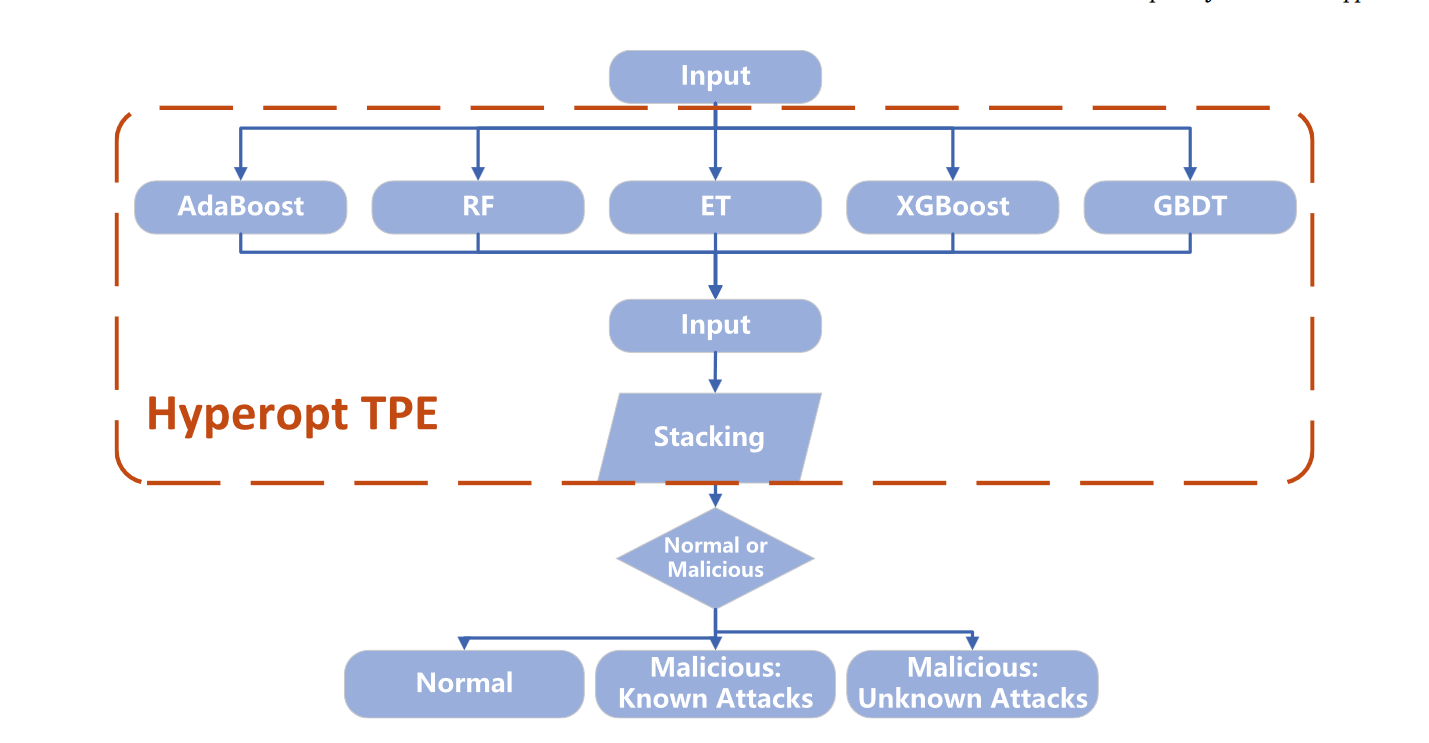 Input
AdaBoost
RF
ET
XGBoost
GBDT
Input
Hyperopt TPE
Stacking
Normal or
Malicious
Normal
Malicious:
Known Attacks
Malicious:
Unknown Attacks